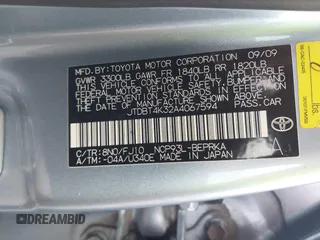 MFD. BY: TOYOTA MOTOR CORPORATION 09/09
GVWR 3300LB GAWR FR 1840LB RR 1820LB
THIS VEHICLE CONFORMS TO ALL APPLICABLE
FEDERAL MOTOR VEHICLE SAFETY, BUMPER, AND
THEFT PREVENTION STANDARDS IN EFFECT ON THE DATE OF
MANUFACTURE SHOWN ABOVE.
JTDBT4K32A4067594 PASS. CAR
C/TR: 8N0/FJ10 NCP93L-BEPRKA
A/TM: -04A/U340E MADE IN JAPAN
A
TOYOTA
AUTOBIDCAR